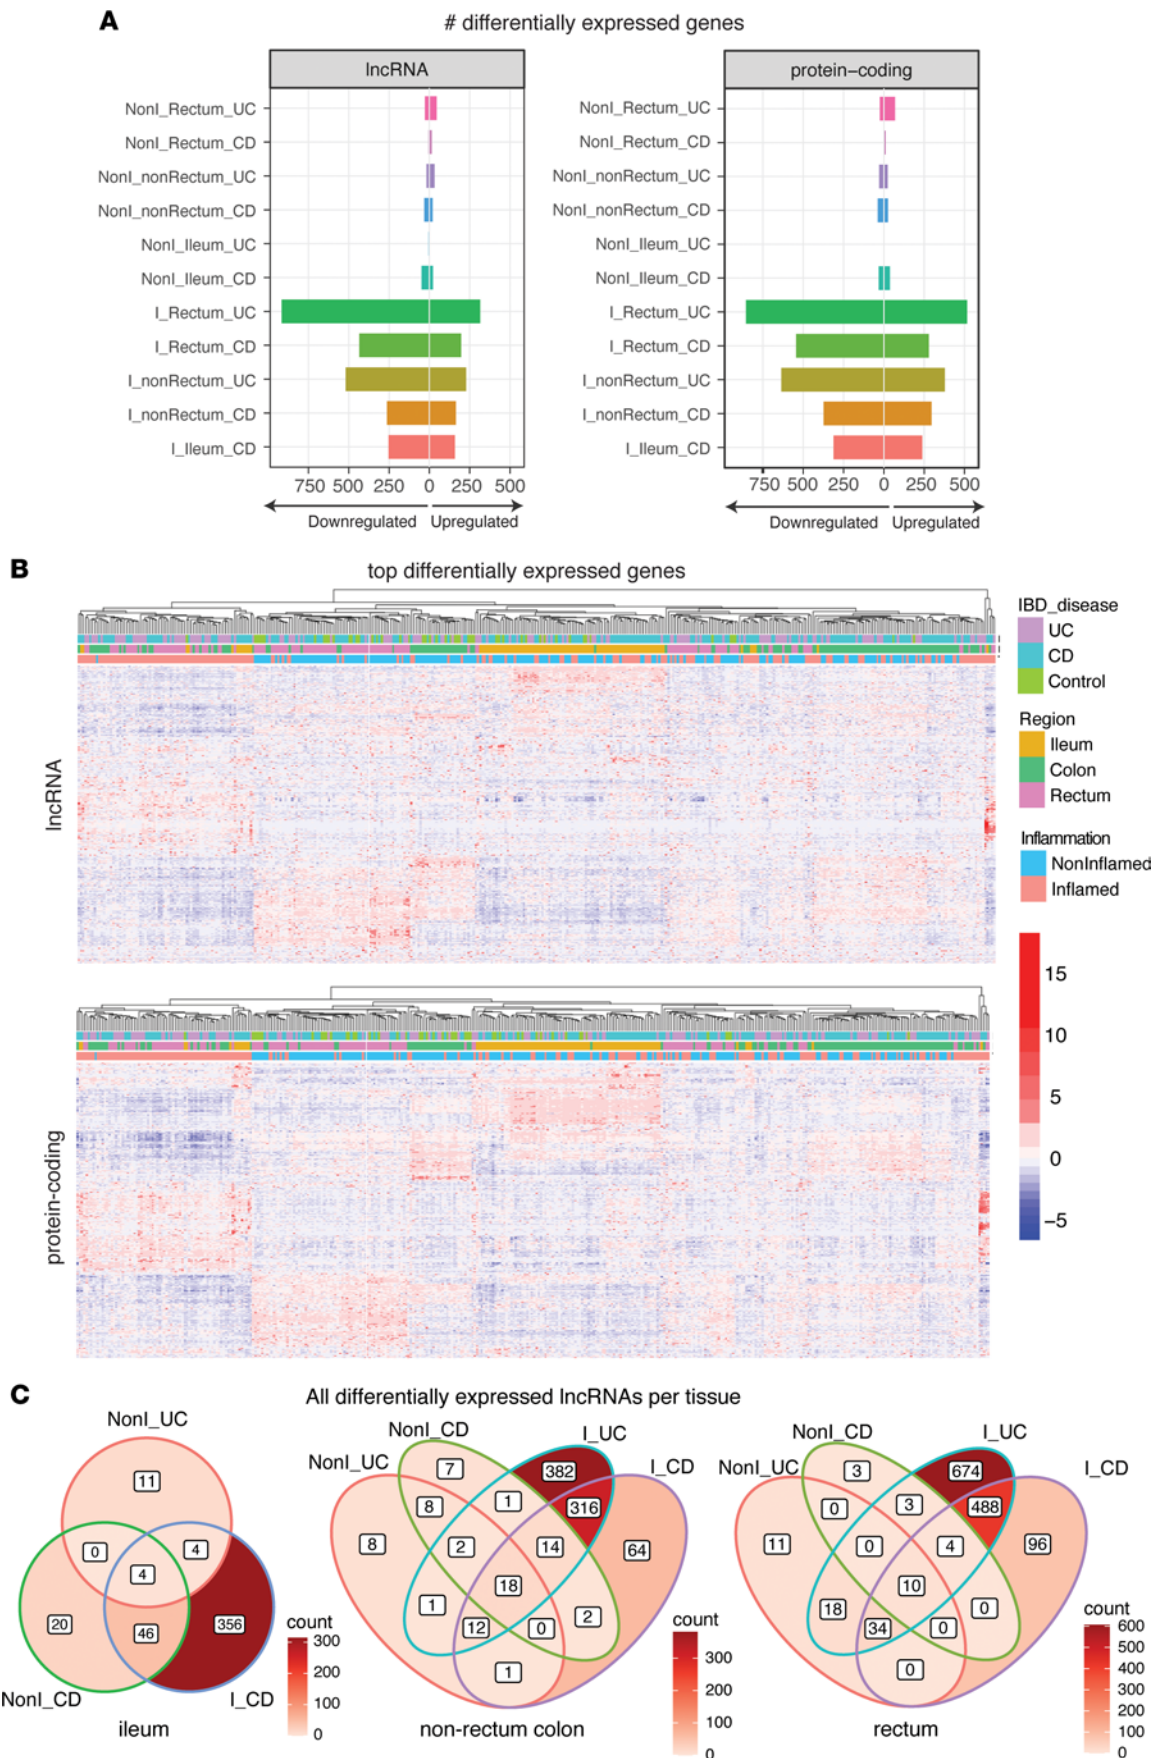 A
# differentially expressed genes
lncRNA
NonI_Rectum_UC
NonI_Rectum_CD
NonI_nonRectum_UC
NonI_nonRectum_CD
NonI_Ileum_UC
NonI_Ileum_CD
I_Rectum_UC
I_Rectum_CD
I_nonRectum_UC
I_nonRectum_CD
I_Ileum_CD
750 500 250 0 250 500
Downregulated Upregulated
protein-coding
NonI_Rectum_UC
NonI_Rectum_CD
NonI_nonRectum_UC
NonI_nonRectum_CD
NonI_Ileum_UC
NonI_Ileum_CD
I_Rectum_UC
I_Rectum_CD
I_nonRectum_UC
I_nonRectum_CD
I_Ileum_CD
750 500 250 0 250 500
Downregulated Upregulated
B
top differentially expressed genes
lncRNA
protein-coding
IBD_disease
UC
CD
Control
Region
Ileum
Colon
Rectum
Inflammation
NonInflamed
Inflamed
15
10
5
0
−5
C
All differentially expressed lncRNAs per tissue
NonI_UC
11
0
4
4
20
46
356
NonI_CD
I_CD
ileum
count
300
200
100
0
NonI_CD
I_UC
NonI_UC
I_CD
7
382
8
1
316
8
2
14
64
18
1
12
0
2
1
non-rectum colon
count
300
200
100
0
NonI_CD
I_UC
NonI_UC
I_CD
3
674
0
3
488
11
0
4
96
10
18
34
0
0
0
rectum
count
600
500
400
300
200
100
0